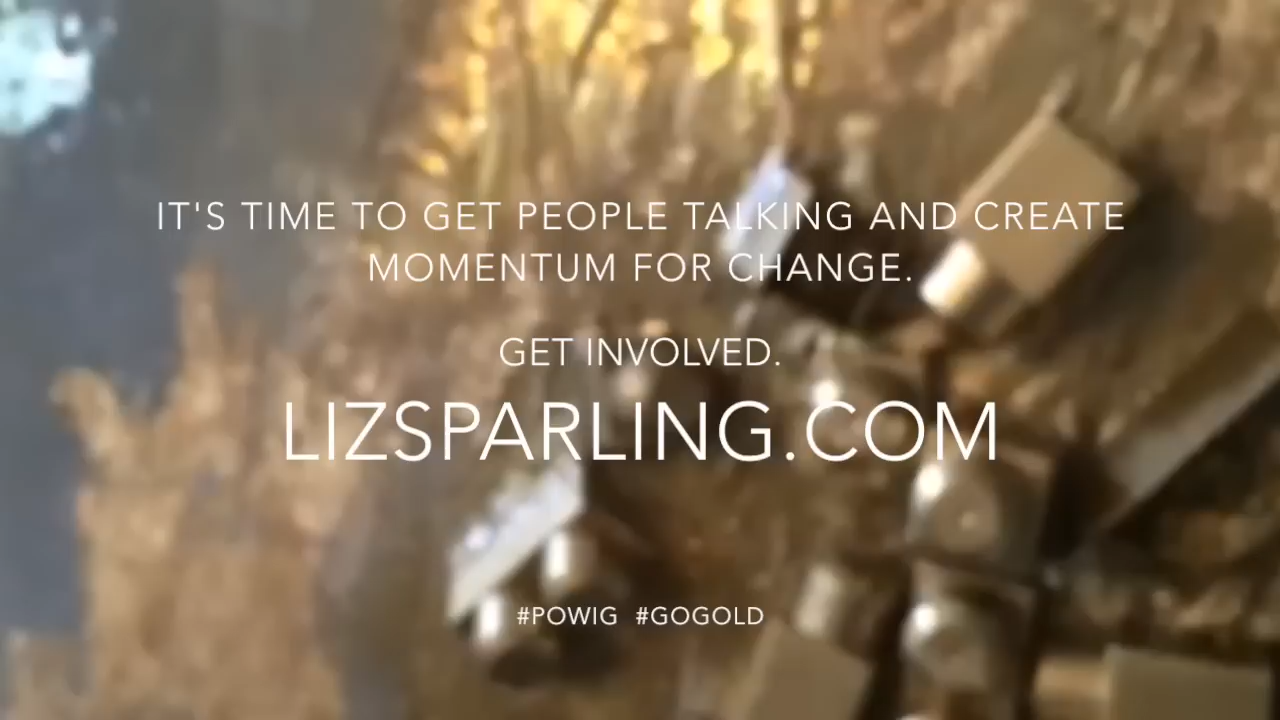 IT'S TIME TO GET PEOPLE TALKING AND CREATE
MOMENTUM FOR CHANGE.
GET INVOLVED.
LIZSPARLING.COM
#POWIG #GOGOLD